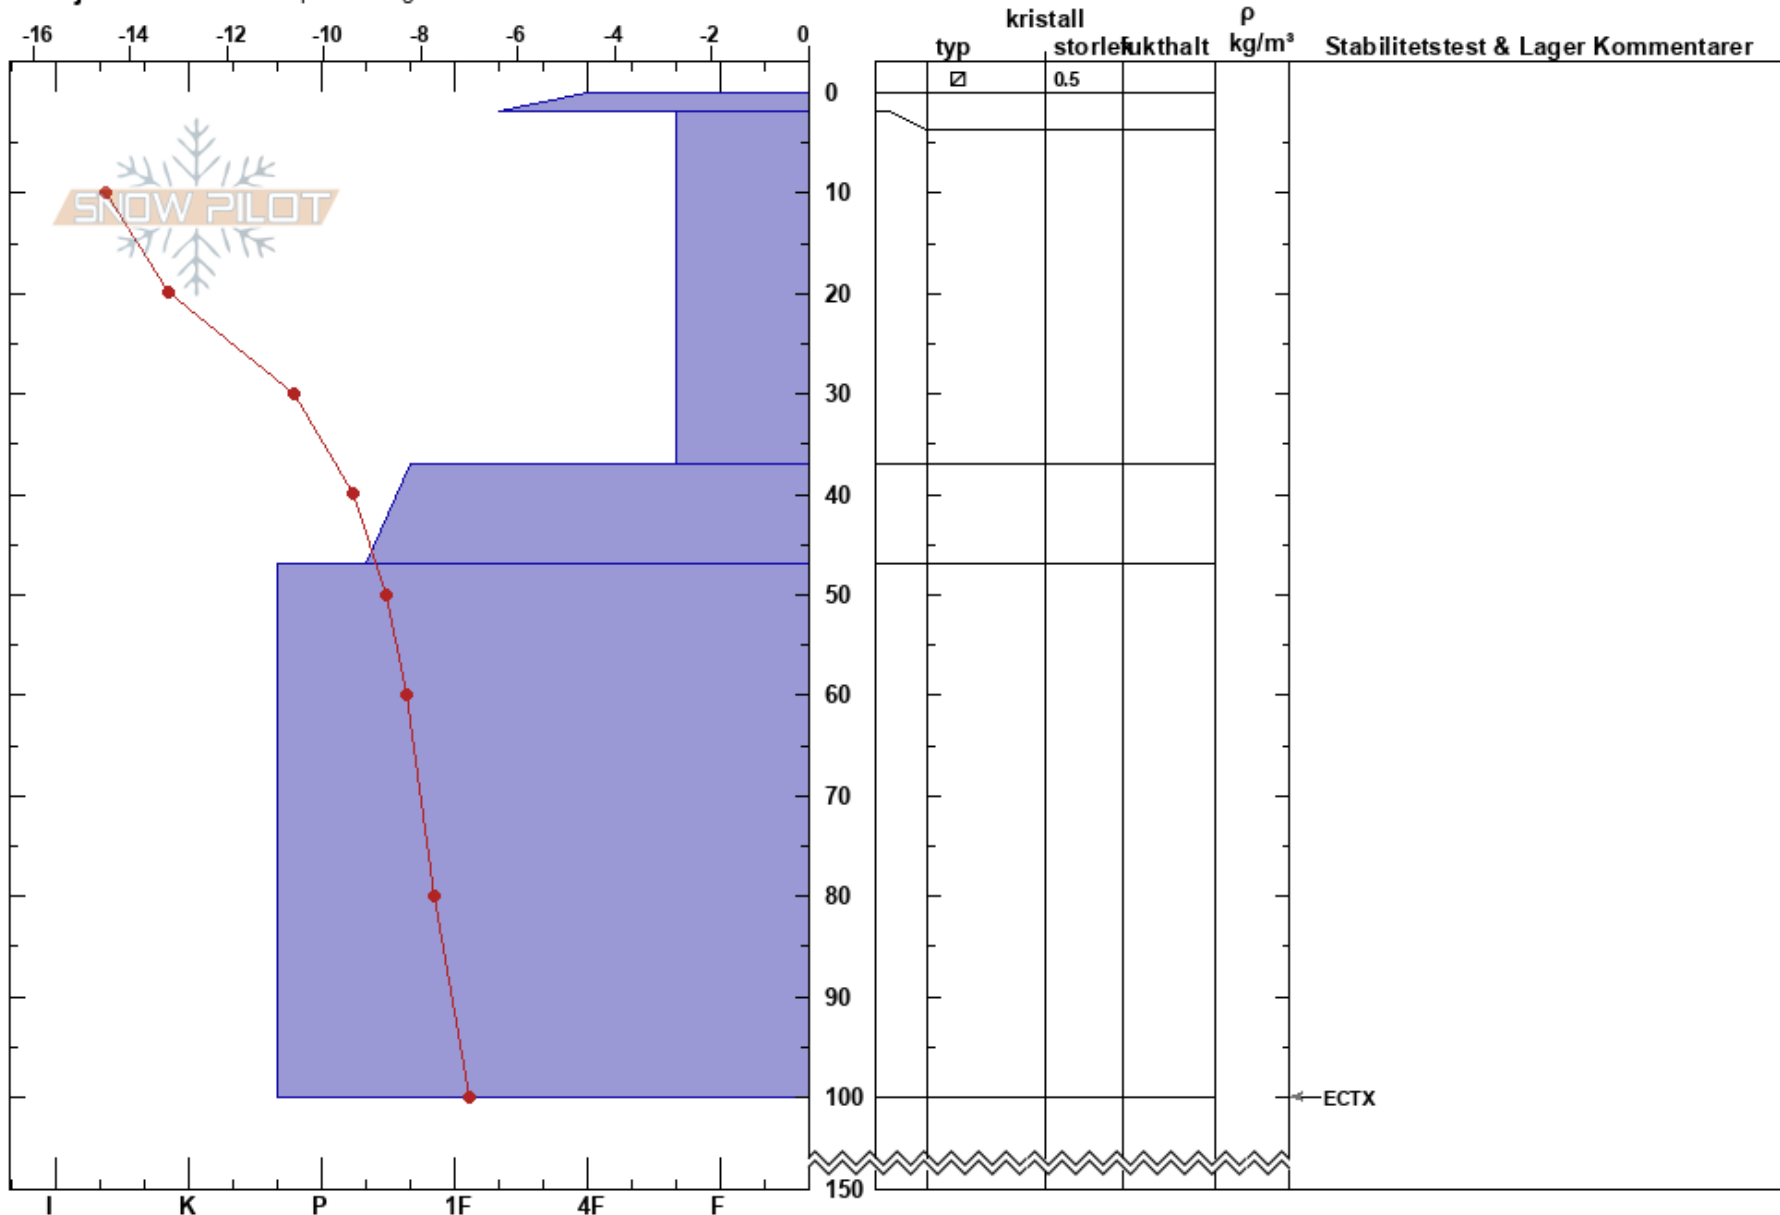 kristall ρ
typ storlek fukthalt kg/m³ Stabilitetstest & Lager Kommentarer
-16 -14 -12 -10 -8 -6 -4 -2 0
0.5
0
10
SNOW PILOT
20
30
40
50
60
70
80
90
100 ECTX
150
I K P 1F 4F F